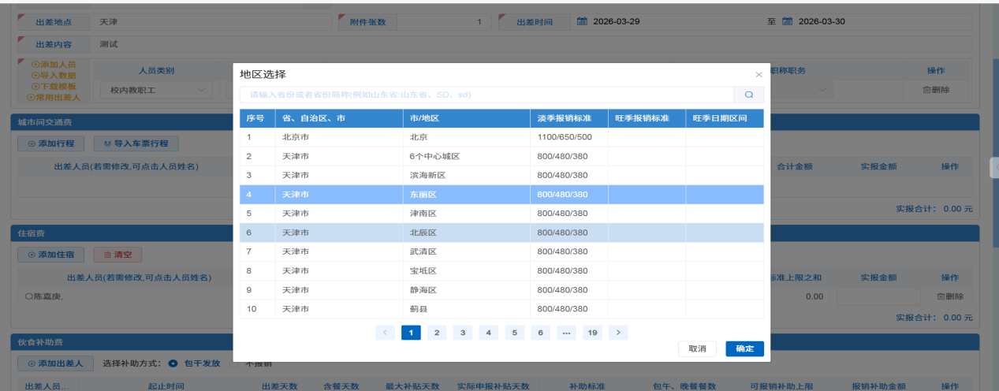 出差地点 天津 附件张数 1 出差时间 2026-03-29 至 2026-03-30
出差内容 测试
添加人员
导入数据
下载模板
常用出差人
人员类别 职称职务 操作
校内教职工 删除
地区选择
请输入省份或者省份简称(例如山东省:山东省、SD、sd)
序号 省、自治区、市 市/地区 淡季报销标准 旺季报销标准 旺季日期区间
1 北京市 北京 1100/650/500
2 天津市 6个中心城区 800/480/380
3 天津市 滨海新区 800/480/380
4 天津市 东丽区 800/480/380
5 天津市 津南区 800/480/380
6 天津市 北辰区 800/480/380
7 天津市 武清区 800/480/380
8 天津市 宝坻区 800/480/380
9 天津市 静海区 800/480/380
10 天津市 蓟县 800/480/380
1 2 3 4 5 6 ··· 19
取消 确定
城市间交通费
添加行程 导入车票行程
出差人员(若需修改,可点击人员姓名) 合计金额 实报金额 操作
实报合计: 0.00 元
住宿费
添加住宿 清空
出差人员(若需修改,可点击人员姓名) 标准上限之和 实报金额 操作
陈嘉庚, 0.00 删除
实报合计: 0.00 元
伙食补助费
添加出差人 选择补助方式: 包干发放 不报销
出差人员... 起止时间 出差天数 含餐天数 最大补贴天数 实际申报补贴天数 补助标准 包午、晚餐餐数 可报销补助上限 报销补助金额 操作